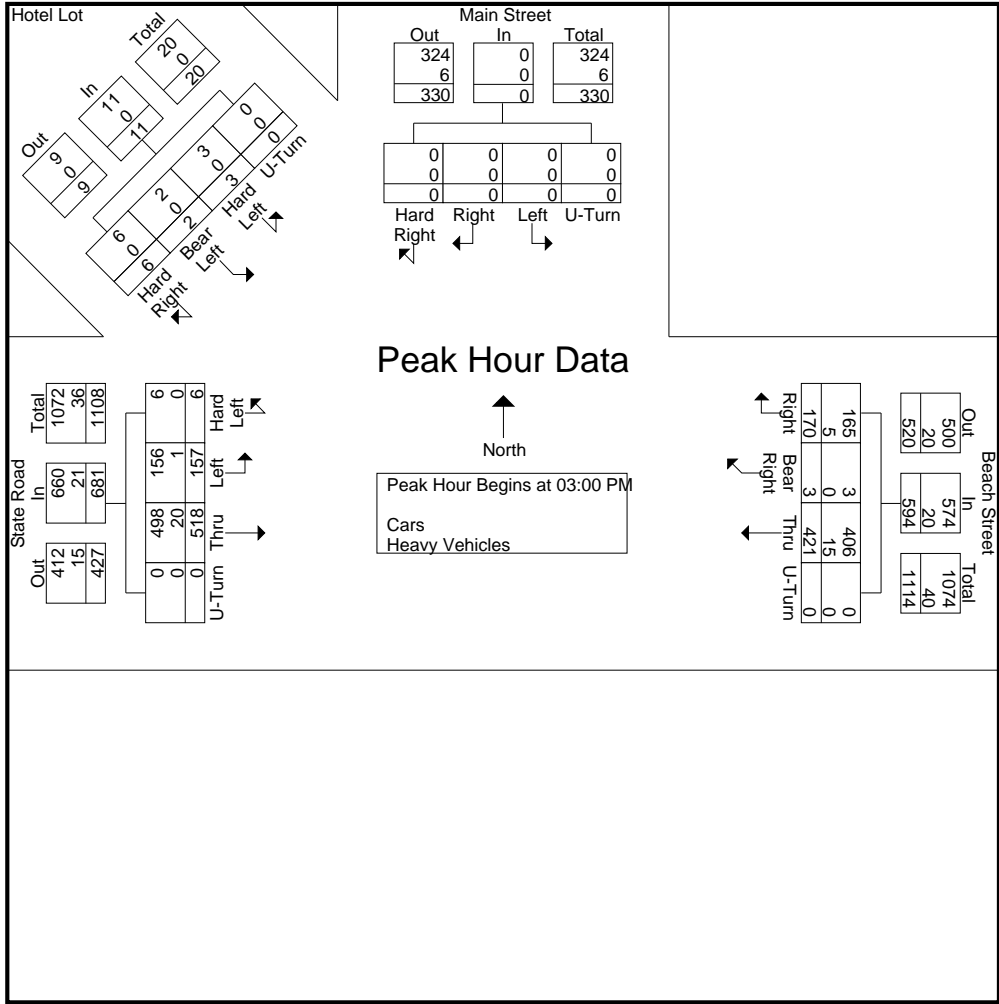 Hotel Lot
Total
20
0
20
In
11
0
11
Out
9
0
9
0
0
0
U-Turn
3
0
3
Hard
Left
2
0
2
Bear
Left
6
0
6
Hard
Right
Main Street
Out In Total
324 0 324
6 0 6
330 0 330
0 0 0 0
0 0 0 0
0 0 0 0
Hard
Right
Right Left U-Turn
Peak Hour Data
North
Peak Hour Begins at 03:00 PM
Cars
Heavy Vehicles
State Road
Out In Total
412 660 1072
15 21 36
427 681 1108
0 498 156 6
0 20 1 0
0 518 157 6
U-Turn Thru Left Hard
Left
Beach Street
Out In Total
500 574 1074
20 20 40
520 594 1114
165 3 406 0
5 0 15 0
170 3 421 0
Right Bear
Right
Thru U-Turn